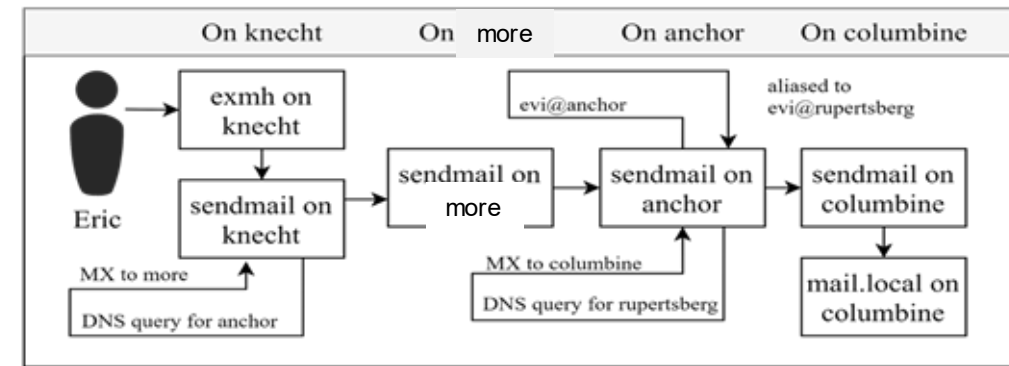 On knecht
On more
On anchor
On columbine
exmh on
knecht
Eric
sendmail on
knecht
MX to more
DNS query for anchor
sendmail on
more
evi@anchor
sendmail on
anchor
MX to columbine
DNS query for rupertsberg
aliased to
evi@rupertsberg
sendmail on
columbine
mail.local on
columbine